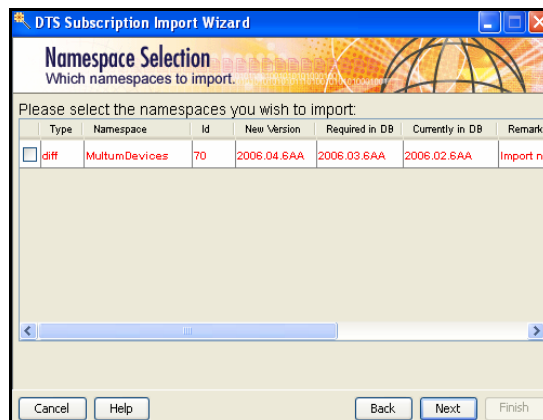 DTS Subscription Import Wizard
Namespace Selection
Which namespaces to import.
Please select the namespaces you wish to import:
Type Namespace Id New Version Required in DB Currently in DB Remark
diff MultumDevices 70 2006.04.6AA 2006.03.6AA 2006.02.6AA Import n
Cancel Help Back Next Finish